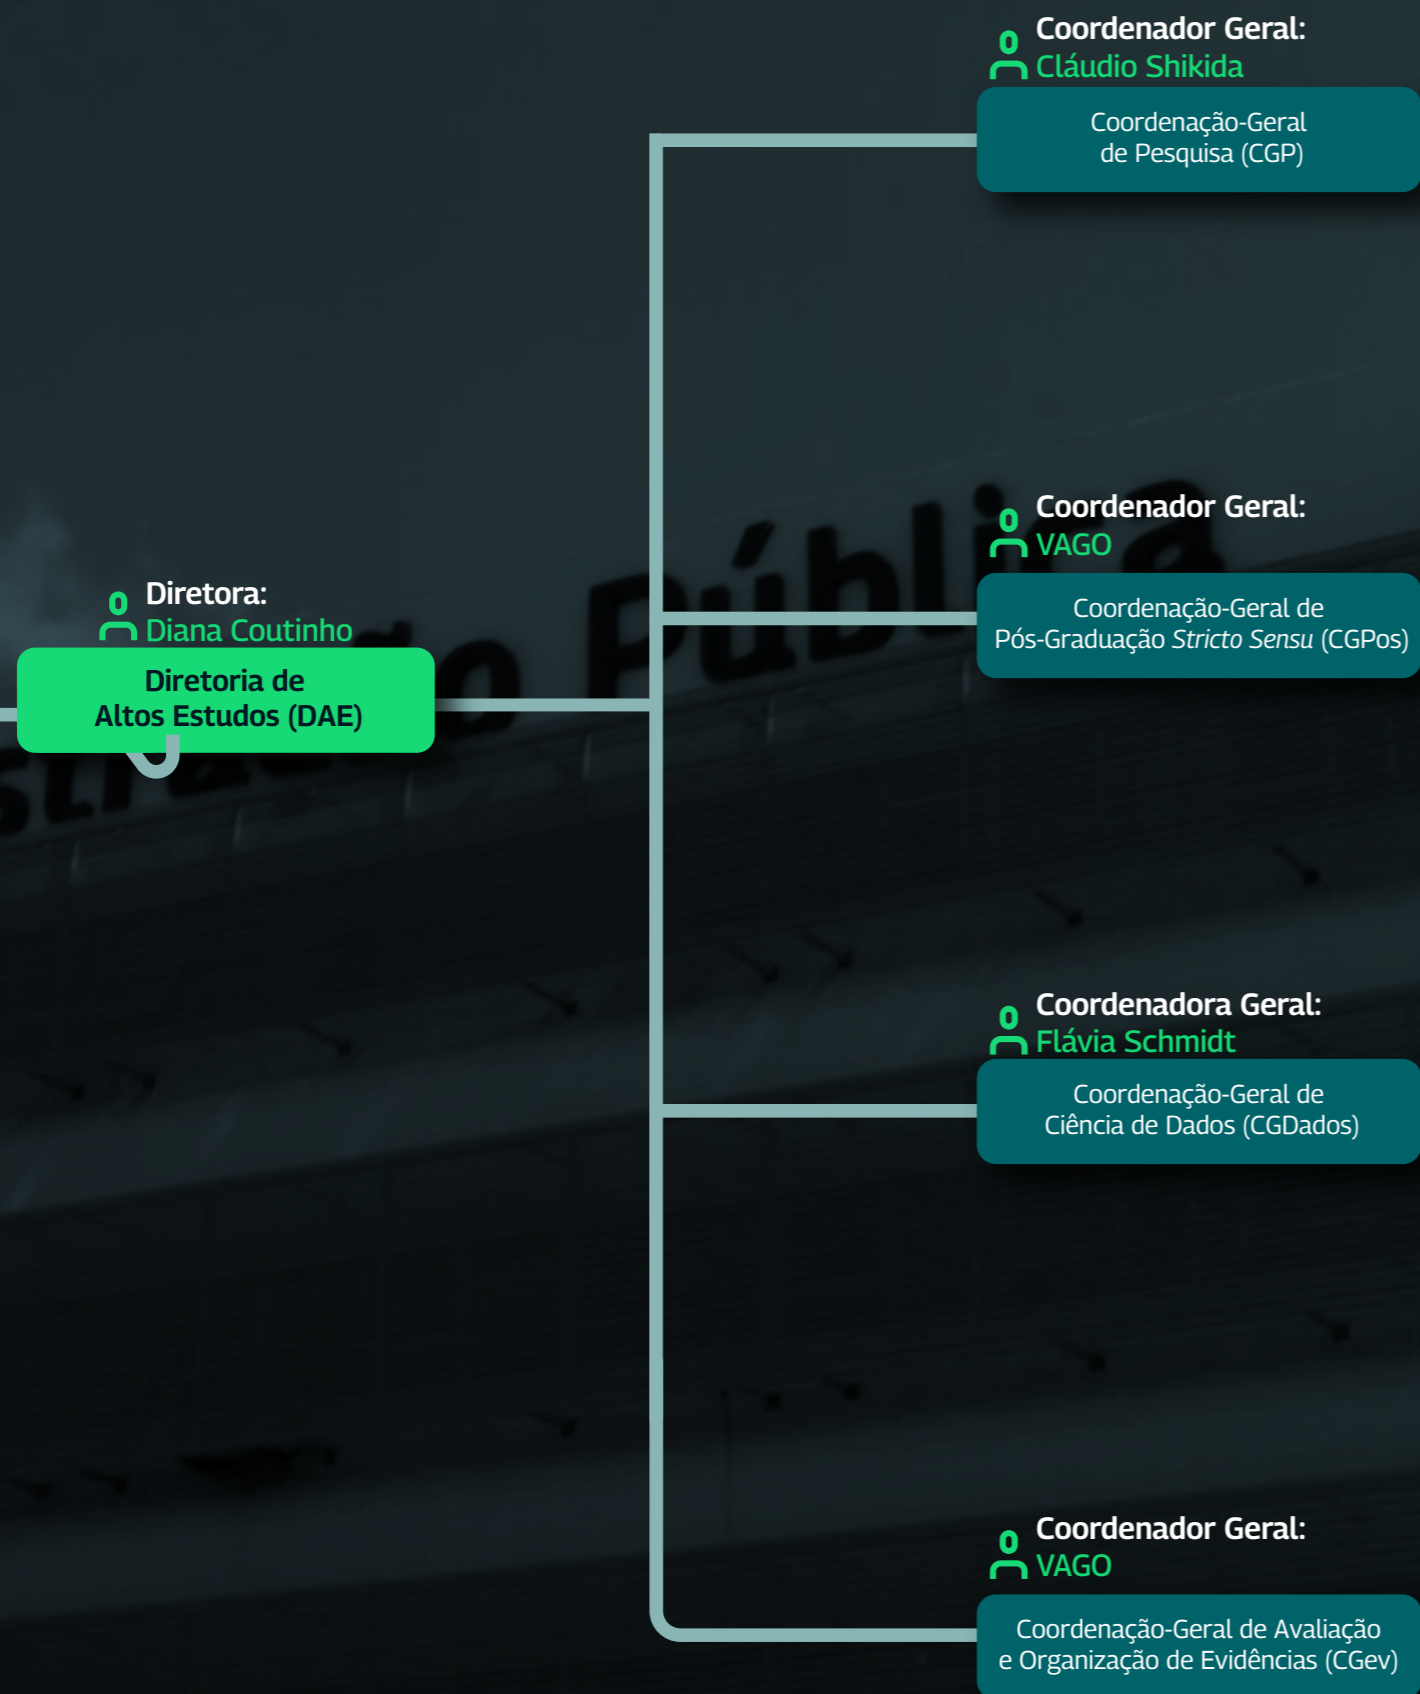 Coordenador Geral:
Cláudio Shikida
Coordenação-Geral
de Pesquisa (CGP)
Coordenador Geral:
VAGO
Coordenação-Geral de
Pós-Graduação Stricto Sensu (CGPos)
Diretora:
Diana Coutinho
Diretoria de
Altos Estudos (DAE)
Pública
Coordenadora Geral:
Flávia Schmidt
Coordenação-Geral de
Ciência de Dados (CGDados)
Coordenador Geral:
VAGO
Coordenação-Geral de Avaliação
e Organização de Evidências (CGev)